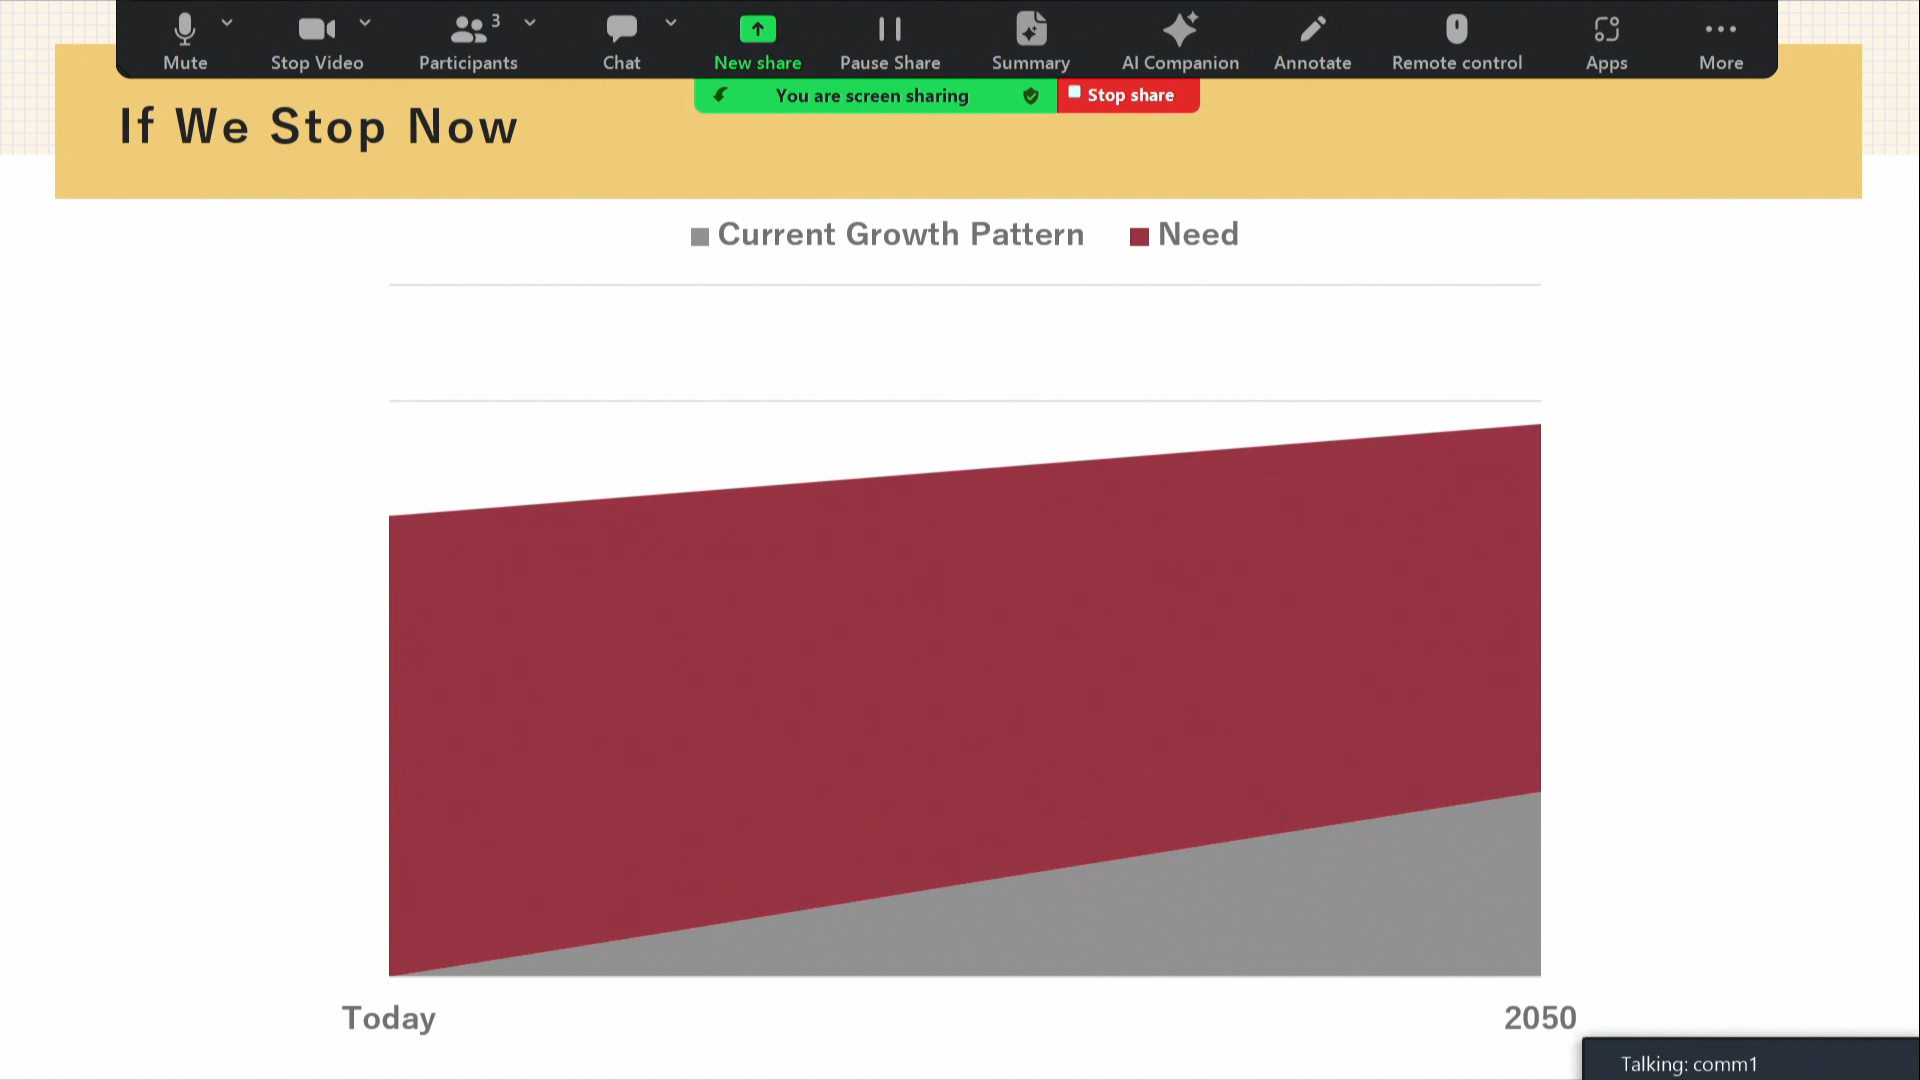 Mute
Stop Video
Participants
3
Chat
New share
Pause Share
Summary
AI Companion
Annotate
Remote control
Apps
More
You are screen sharing
Stop share
If We Stop Now
Current Growth Pattern
Need
Today
2050
Talking: comm1